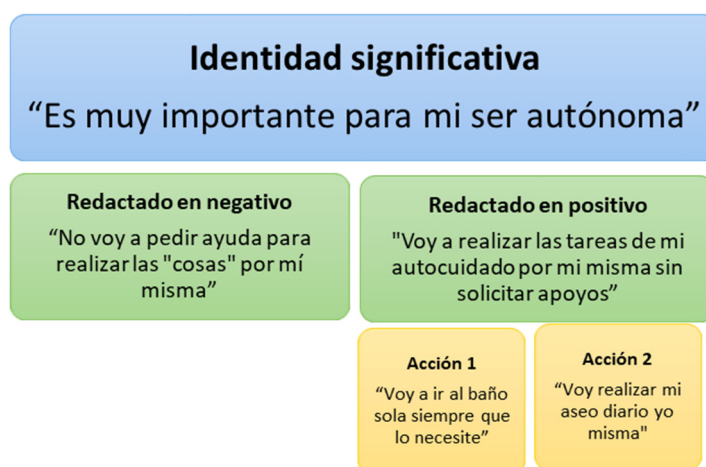 Identidad significativa
“Es muy importante para mi ser autónoma”
Redactado en negativo
“No voy a pedir ayuda para
realizar las "cosas" por mí
misma”
Redactado en positivo
"Voy a realizar las tareas de mi
autocuidado por mi misma sin
solicitar apoyos”
Acción 1
“Voy a ir al baño
sola siempre que
lo necesite”
Acción 2
“Voy realizar mi
aseo diario yo
misma"